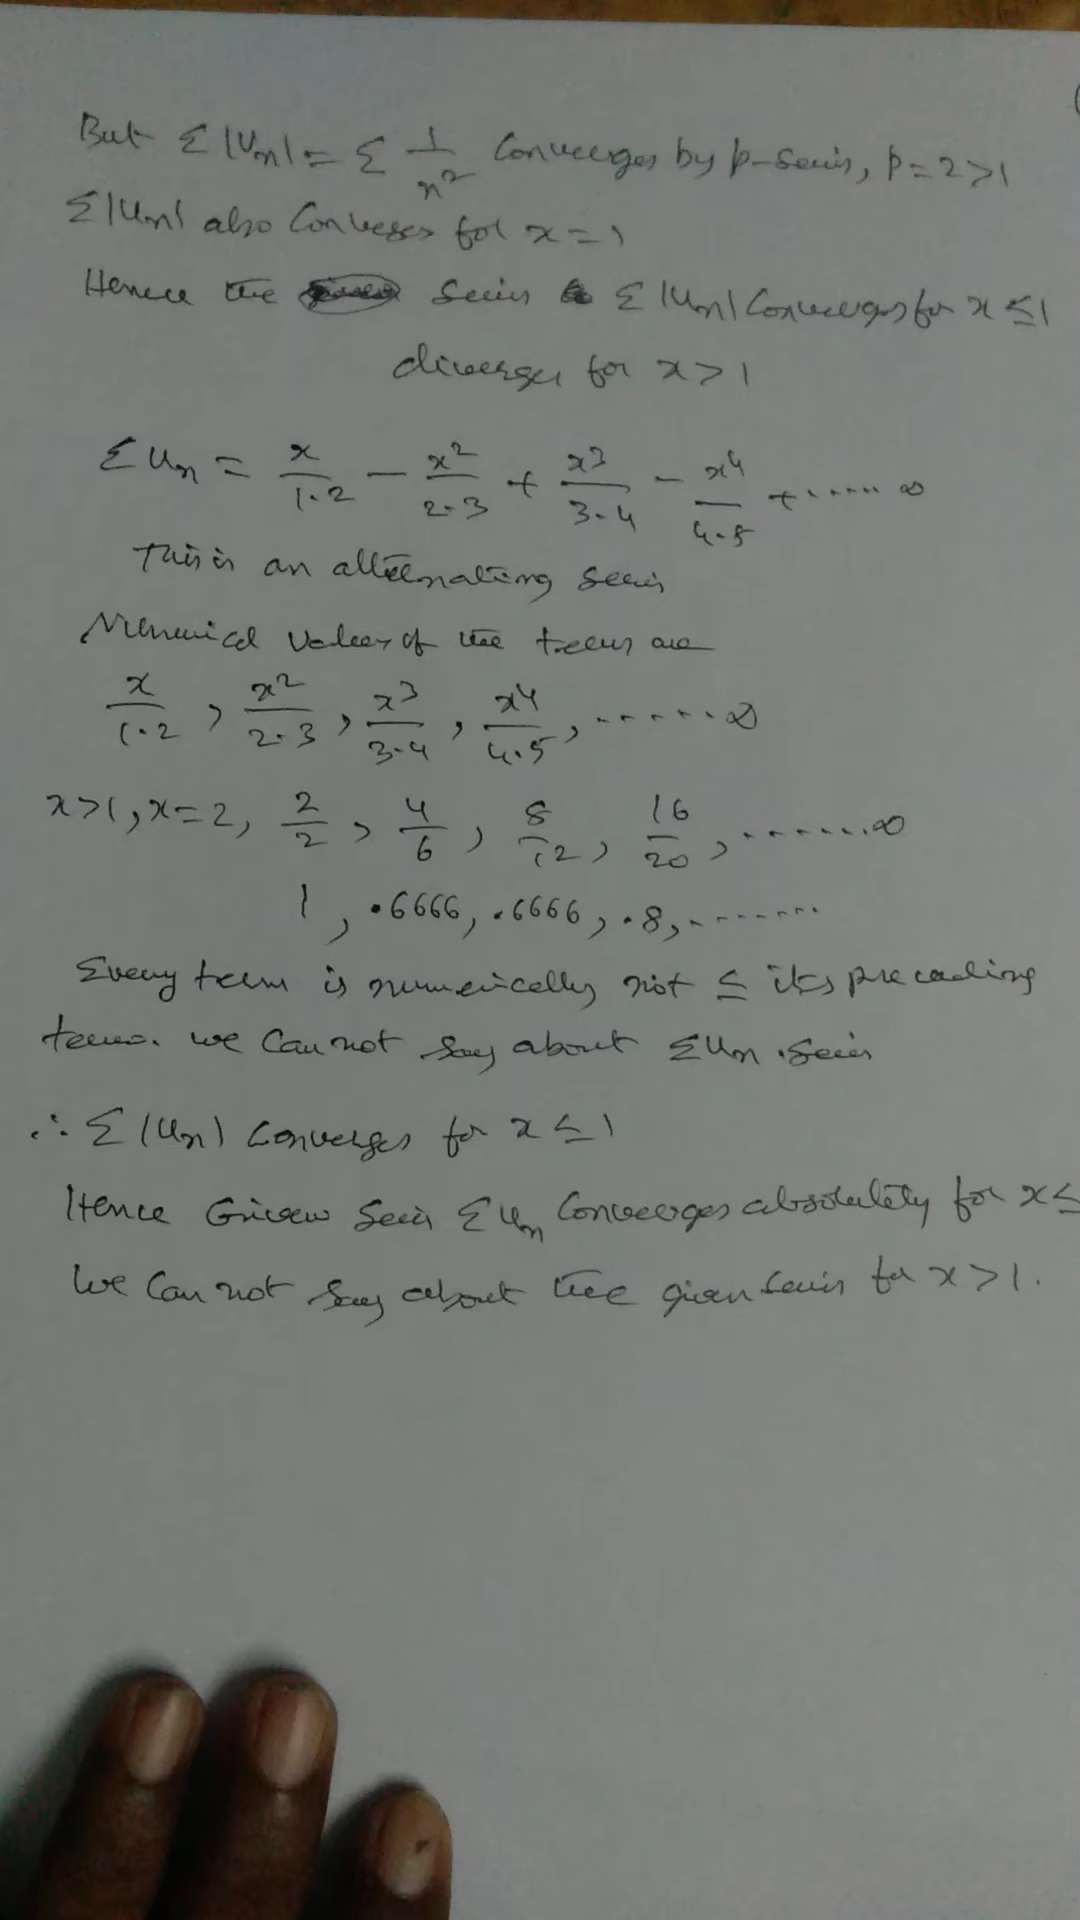 But Σ|Un| = Σ 1/n² Converges by p-series, p=2>1
Σ|Un| also Converges for x=1
Hence the series Σ|Un| Converges for x≤1
diverges for x>1
ΣUn = x/1·2 − x²/2·3 + x³/3·4 − x⁴/4·5 + ...... ∞
This is an alternating series
Numerical Values of the terms are
x/1·2, x²/2·3, x³/3·4, x⁴/4·5, ...... ∞
x>1, x=2, 2/2, 4/6, 8/12, 16/20, ....... ∞
1, .6666, .6666, .8, .......
Every term is numerically not ≤ its preceading
terms. we Can not say about ΣUn series
∴ Σ|Un| Converges for x≤1
Hence Given series ΣUn Converges absolutely for x≤
We Can not say about the given series for x>1.